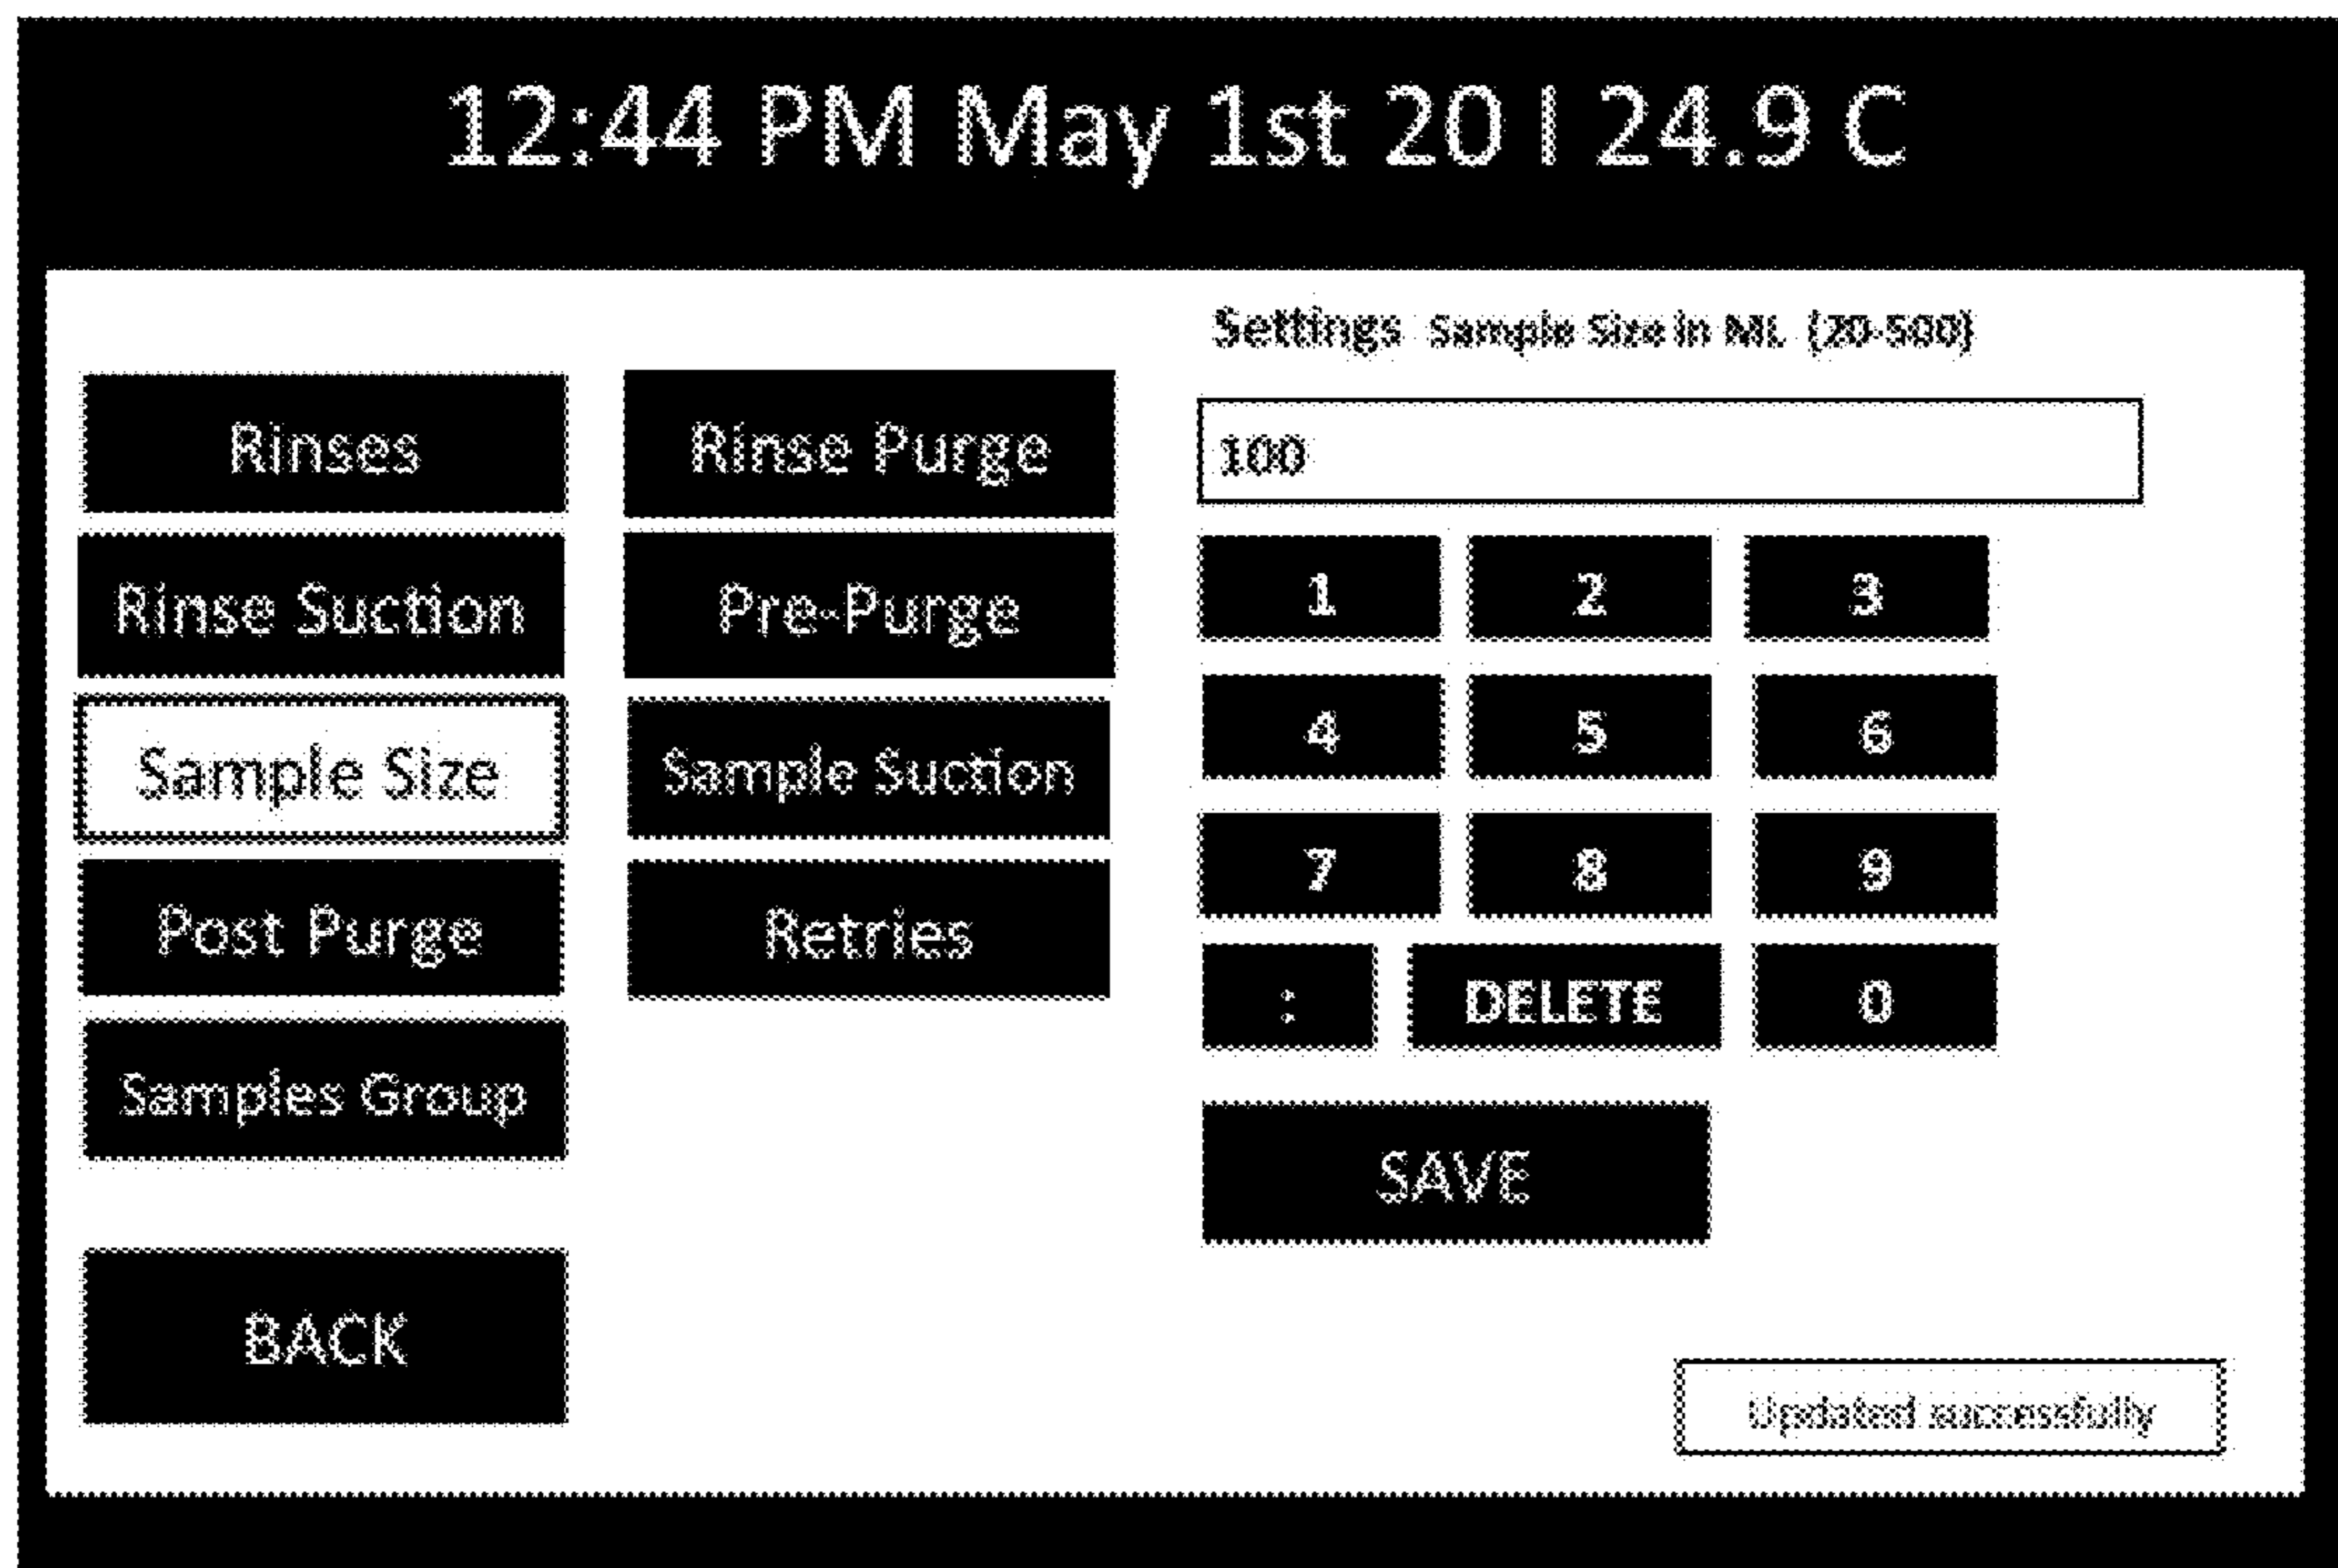 12:44 PM May 1st 20 I 24.9 C
Settings Sample Size in ML (20-500)
Rinses
Rinse Purge
100
Rinse Suction
Pre-Purge
1 2 3
Sample Size
Sample Suction
4 5 6
Post Purge
Retries
7 8 9
: DELETE 0
Samples Group
SAVE
BACK
Updated successfully